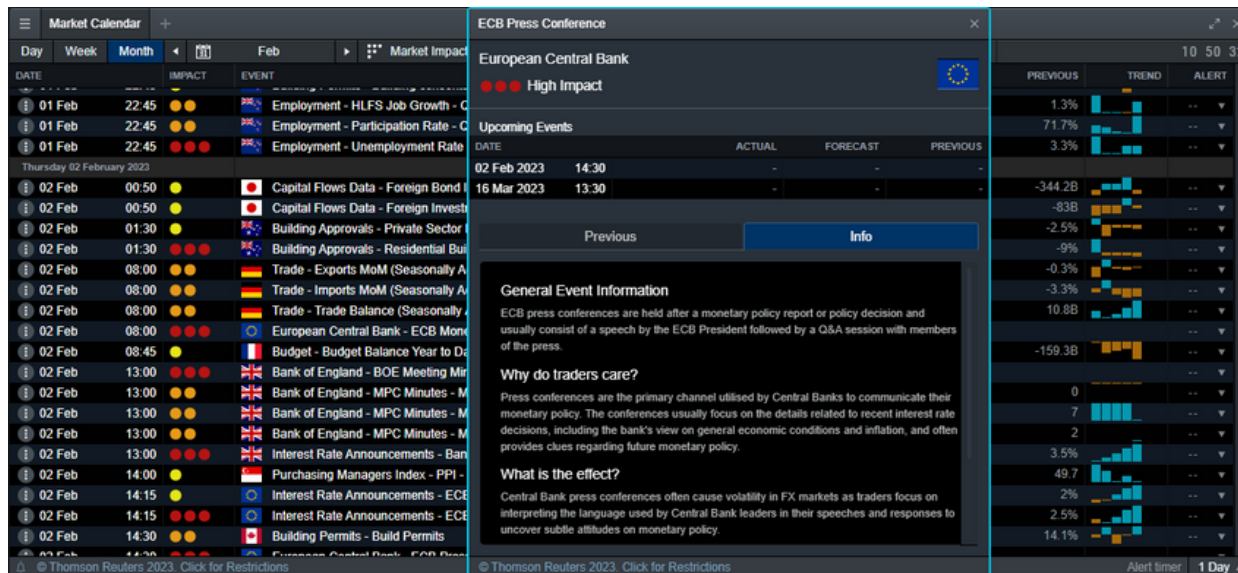 Market Calendar +
Day Week Month Feb Market Impact
10 50
DATE IMPACT EVENT
PREVIOUS TREND ALERT
01 Feb 22:45 Employment - HLFS Job Growth - Q 1.3% --
01 Feb 22:45 Employment - Participation Rate - Q 71.7% --
01 Feb 22:45 Employment - Unemployment Rate 3.3% --
Thursday 02 February 2023
02 Feb 00:50 Capital Flows Data - Foreign Bond I -344.2B --
02 Feb 00:50 Capital Flows Data - Foreign Invest -83B --
02 Feb 01:30 Building Approvals - Private Sector -2.5% --
02 Feb 01:30 Building Approvals - Residential Bui -9% --
02 Feb 08:00 Trade - Exports MoM (Seasonally A -0.3% --
02 Feb 08:00 Trade - Imports MoM (Seasonally A -3.3% --
02 Feb 08:00 Trade - Trade Balance (Seasonally 10.8B --
02 Feb 08:00 European Central Bank - ECB Mone --
02 Feb 08:45 Budget - Budget Balance Year to Da -159.3B --
02 Feb 13:00 Bank of England - BOE Meeting Min --
02 Feb 13:00 Bank of England - MPC Minutes - M 0 --
02 Feb 13:00 Bank of England - MPC Minutes - M 7 --
02 Feb 13:00 Bank of England - MPC Minutes - M 2 --
02 Feb 13:00 Interest Rate Announcements - Ban 3.5% --
02 Feb 14:00 Purchasing Managers Index - PPI - 49.7 --
02 Feb 14:15 Interest Rate Announcements - ECB 2% --
02 Feb 14:15 Interest Rate Announcements - ECB 2.5% --
02 Feb 14:30 Building Permits - Build Permits 14.1% --
© Thomson Reuters 2023. Click for Restrictions
ECB Press Conference
European Central Bank
High Impact
Upcoming Events
DATE ACTUAL FORECAST PREVIOUS
02 Feb 2023 14:30 - - -
16 Mar 2023 13:30 - - -
Previous Info
General Event Information
ECB press conferences are held after a monetary policy report or policy decision and
usually consist of a speech by the ECB President followed by a Q&A session with members
of the press.
Why do traders care?
Press conferences are the primary channel utilised by Central Banks to communicate their
monetary policy. The conferences usually focus on the details related to recent interest rate
decisions, including the bank's view on general economic conditions and inflation, and often
provides clues regarding future monetary policy.
What is the effect?
Central Bank press conferences often cause volatility in FX markets as traders focus on
interpreting the language used by Central Bank leaders in their speeches and responses to
uncover subtle attitudes on monetary policy.
© Thomson Reuters 2023. Click for Restrictions
Alert timer 1 Day